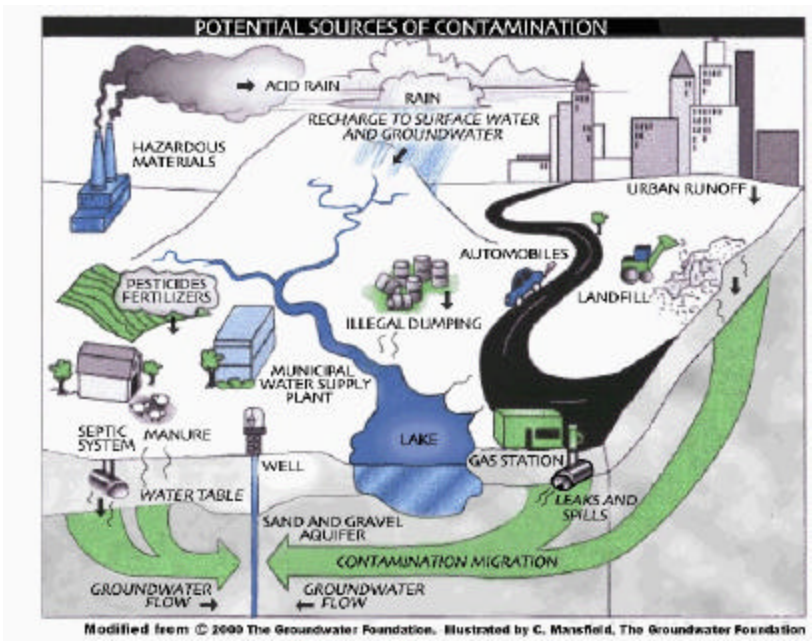 POTENTIAL SOURCES OF CONTAMINATION
ACID RAIN
RAIN
RECHARGE TO SURFACE WATER
AND GROUNDWATER
HAZARDOUS
MATERIALS
URBAN RUNOFF
AUTOMOBILES
PESTICIDES
FERTILIZERS
LANDFILL
ILLEGAL DUMPING
MUNICIPAL
WATER SUPPLY
PLANT
SEPTIC
SYSTEM
MANURE
LAKE
WELL
GAS STATION
WATER TABLE
LEAKS AND
SPILLS
SAND AND GRAVEL
AQUIFER
CONTAMINATION MIGRATION
GROUNDWATER
FLOW
GROUNDWATER
FLOW
Modified from © 2000 The Groundwater Foundation. Illustrated by C. Mansfield, The Groundwater Foundation